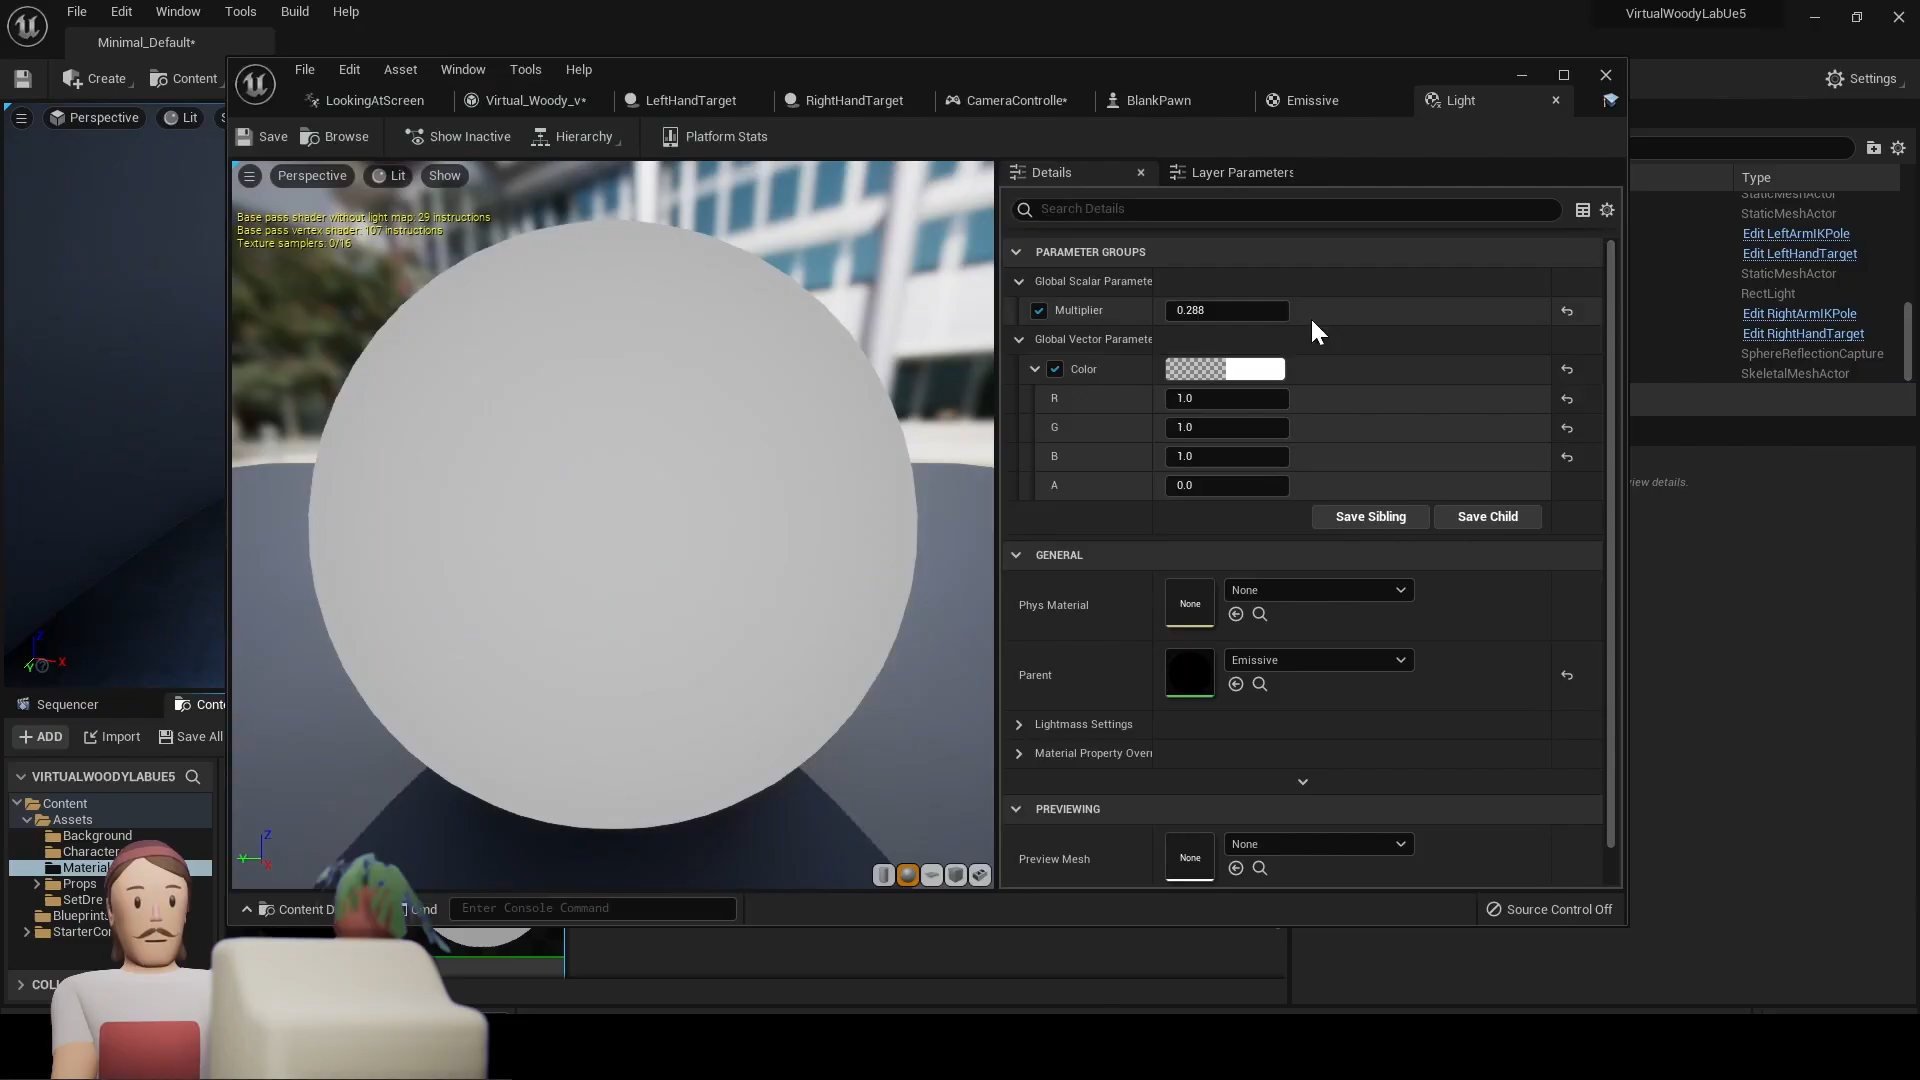 File Edit Window Tools Build Help
VirtualWoodyLabUe5
Minimal_Default*
Create
Content
Settings
File Edit Asset Window Tools Help
LookingAtScreen
Virtual_Woody_v*
LeftHandTarget
RightHandTarget
CameraControlle*
BlankPawn
Emissive
Light
Save
Browse
Show Inactive
Hierarchy
Platform Stats
Perspective
Lit
Perspective
Lit
Show
Base pass shader without light map: 29 instructions
Base pass vertex shader: 107 instructions
Texture samplers: 0/16
Details
Layer Parameters
Search Details
PARAMETER GROUPS
Global Scalar Paramete
Multiplier 0.288
Global Vector Paramete
Color
R 1.0
G 1.0
B 1.0
A 0.0
Save Sibling
Save Child
GENERAL
Phys Material
None
None
Parent
Emissive
Lightmass Settings
Material Property Overr
PREVIEWING
Preview Mesh
None
None
Type
StaticMeshActor
StaticMeshActor
Edit LeftArmIKPole
Edit LeftHandTarget
StaticMeshActor
RectLight
Edit RightArmIKPole
Edit RightHandTarget
SphereReflectionCapture
SkeletalMeshActor
view details.
Z
X
Y
Z
Y
X
Sequencer
Conte
ADD
Import
Save All
VIRTUALWOODYLABUE5
Content
Assets
Background
Character
Material
Props
SetDre
Blueprints
StarterCon
COLL
Content D
Cmd
Enter Console Command
Source Control Off